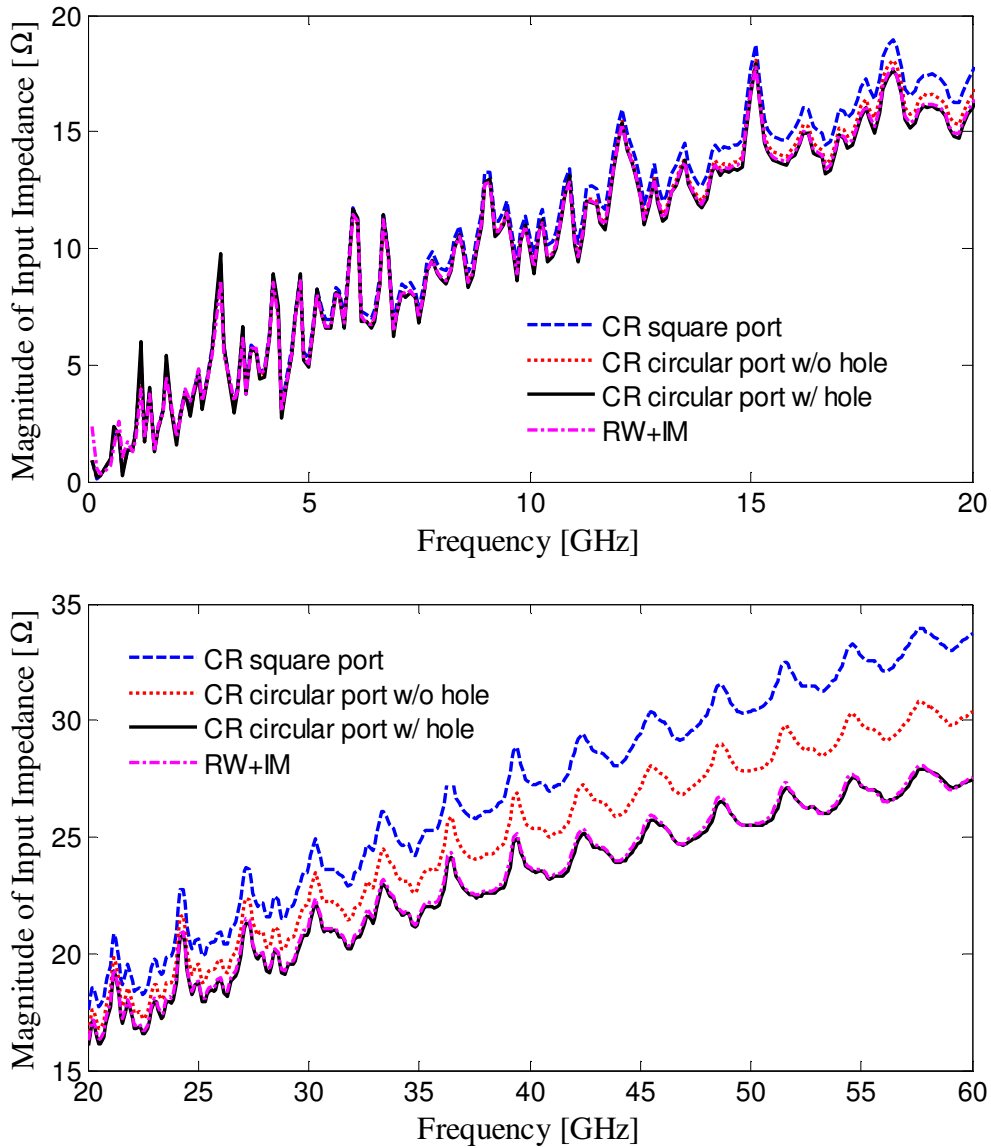 20
15
10
5
0
Magnitude of Input Impedance [Ω]
CR square port
CR circular port w/o hole
CR circular port w/ hole
RW+IM
0 5 10 15 20
Frequency [GHz]
35
30
25
20
15
Magnitude of Input Impedance [Ω]
CR square port
CR circular port w/o hole
CR circular port w/ hole
RW+IM
20 25 30 35 40 45 50 55 60
Frequency [GHz]